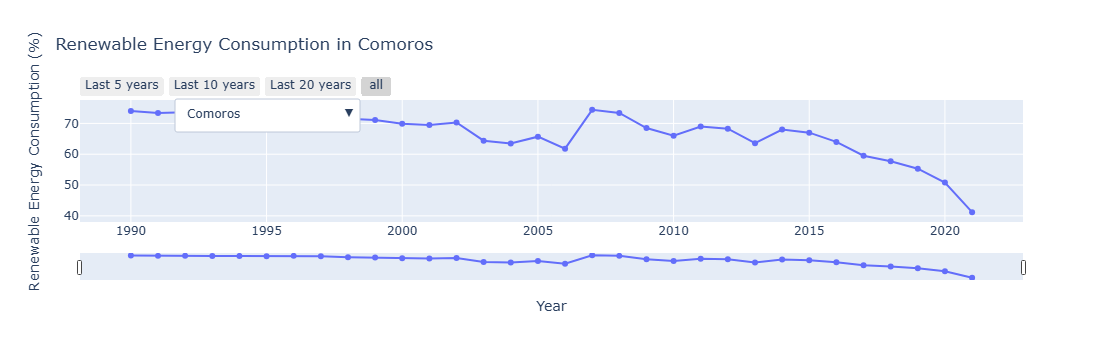 Renewable Energy Consumption in Comoros
Last 5 years Last 10 years Last 20 years all
Comoros ▼
Renewable Energy Consumption (%)
70
60
50
40
1990 1995 2000 2005 2010 2015 2020
Year